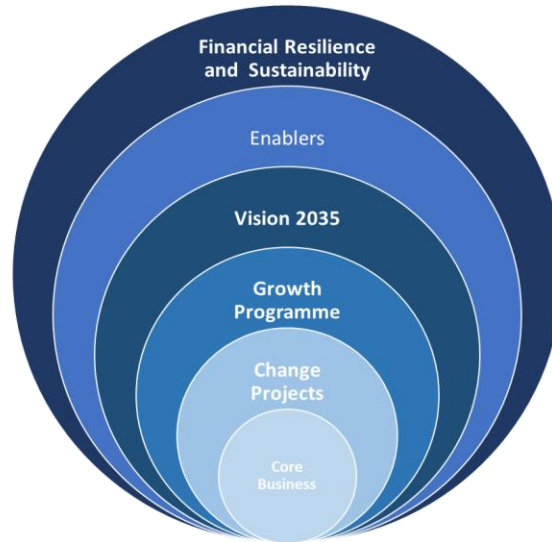 Financial Resilience
and Sustainability
Enablers
Vision 2035
Growth
Programme
Change
Projects
Core
Business